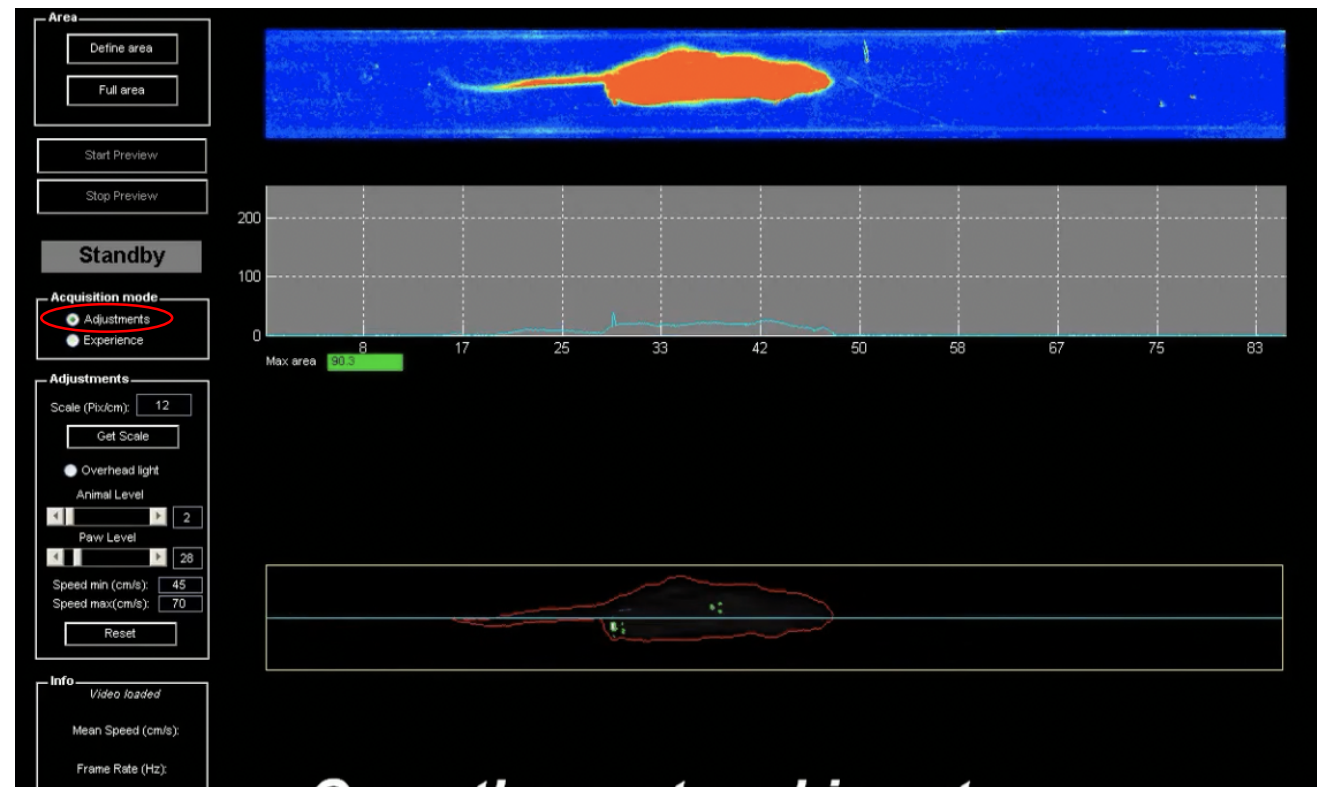 Area
Define area
Full area
Start Preview
Stop Preview
Standby
Acquisition mode
Adjustments
Experience
Adjustments
Scale (Pix/cm): 12
Get Scale
Overhead light
Animal Level
2
Paw Level
28
Speed min (cm/s): 45
Speed max(cm/s): 70
Reset
Info
Video loaded
Mean Speed (cm/s):
Frame Rate (Hz):
200
100
0
8 17 25 33 42 50 58 67 75 83
Max area 90.3